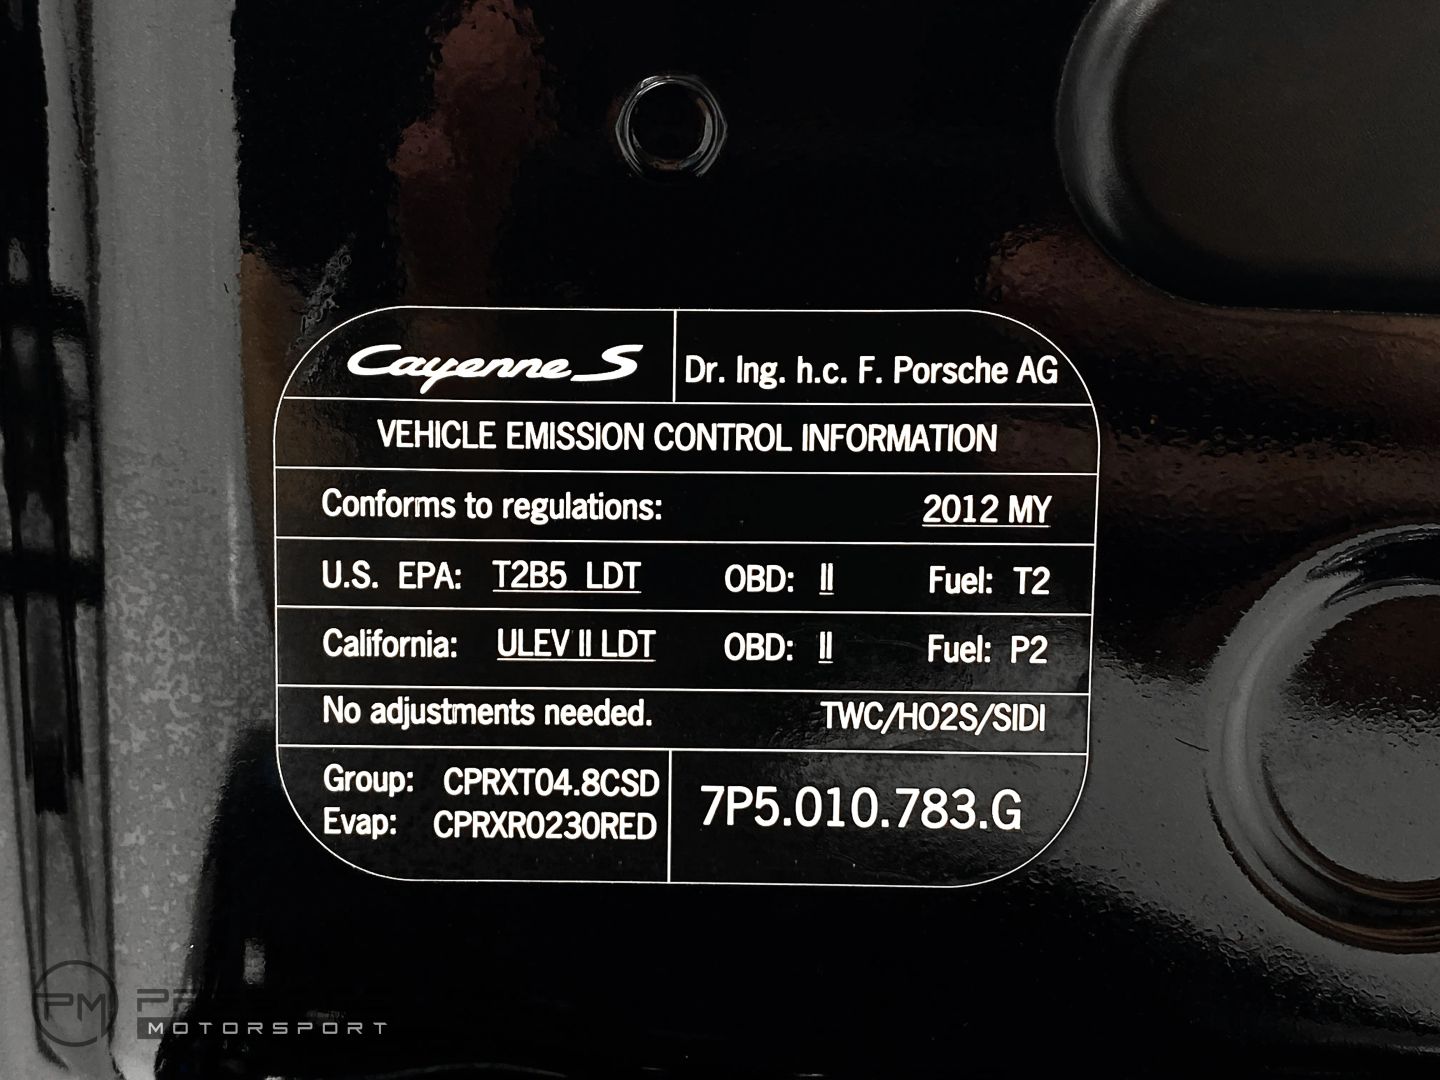 Cayenne S
Dr. Ing. h.c. F. Porsche AG
VEHICLE EMISSION CONTROL INFORMATION
Conforms to regulations: 2012 MY
U.S. EPA: T2B5 LDT OBD: II Fuel: T2
California: ULEV II LDT OBD: II Fuel: P2
No adjustments needed. TWC/HO2S/SIDI
Group: CPRXT04.8CSD
Evap: CPRXR0230RED
7P5.010.783.G
PM
MOTORSPORT